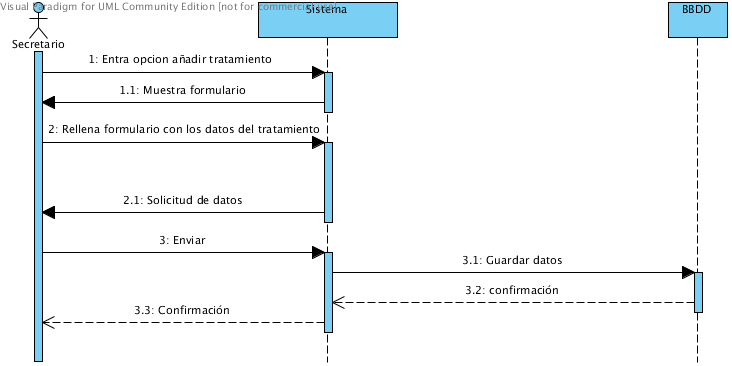 Visual Paradigm for UML Community Edition [not for commercial use]
Sistema
BBDD
Secretario
1: Entra opcion añadir tratamiento
1.1: Muestra formulario
2: Rellena formulario con los datos del tratamiento
2.1: Solicitud de datos
3: Enviar
3.1: Guardar datos
3.2: confirmación
3.3: Confirmación